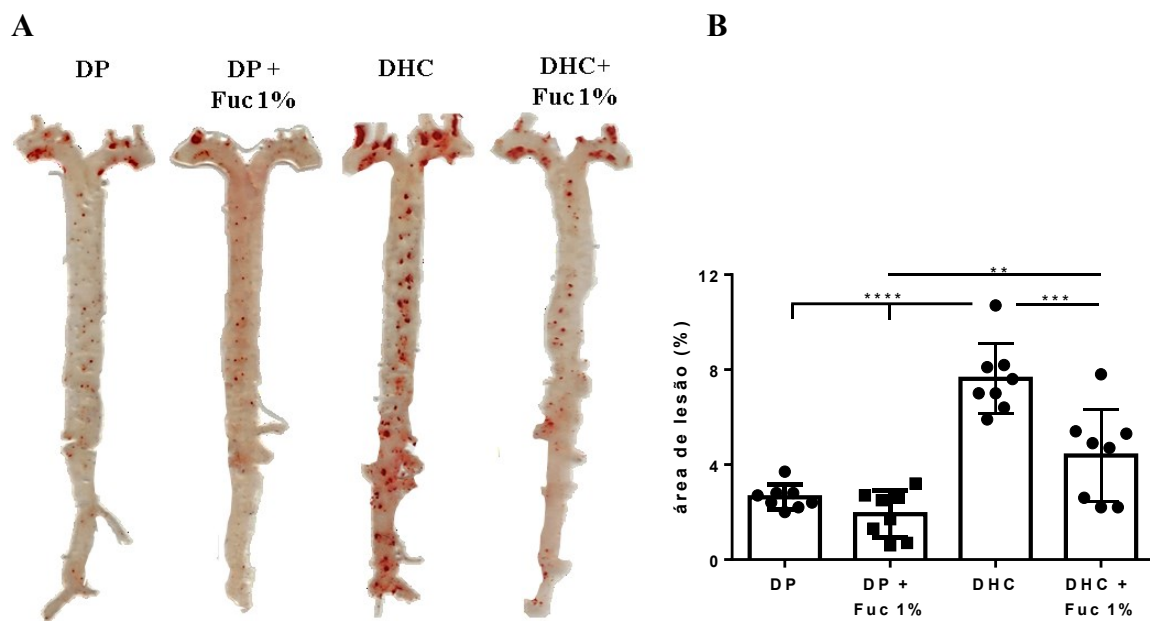 A
DP
DP +
Fuc 1%
DHC
DHC+
Fuc 1%
B
área de lesão (%)
12
8
4
0
**
****
***
DP
DP +
Fuc 1%
DHC
DHC +
Fuc 1%